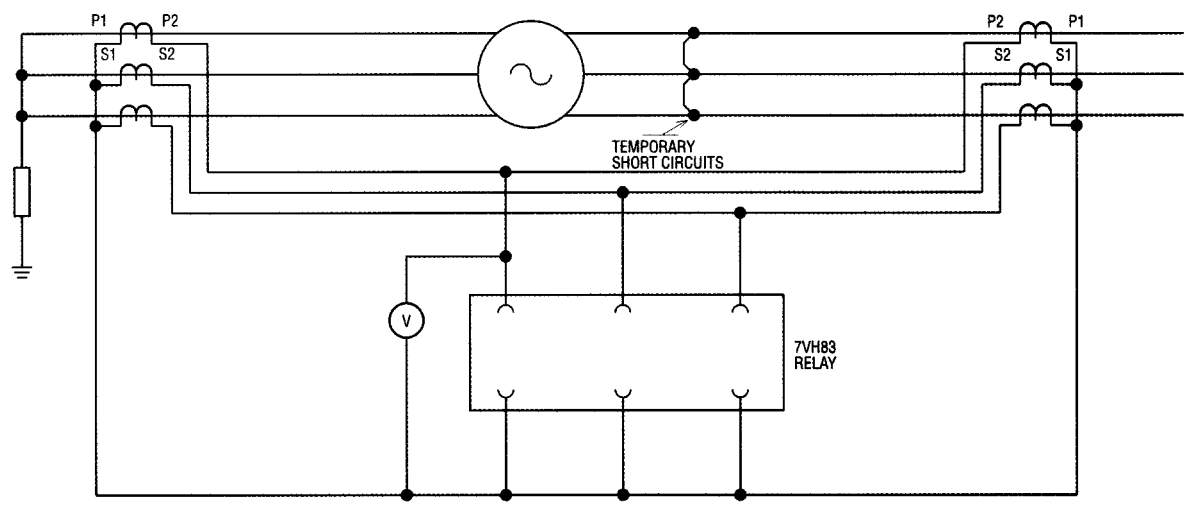 P1 P2
P2 P1
S1 S2
S2 S1
TEMPORARY
SHORT CIRCUITS
V
7VH83
RELAY